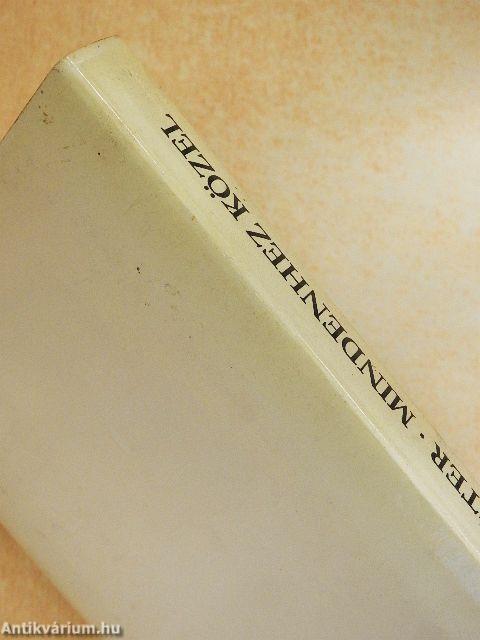 TER · MINDENHEZ KÖZEL
Antikvárium.hu